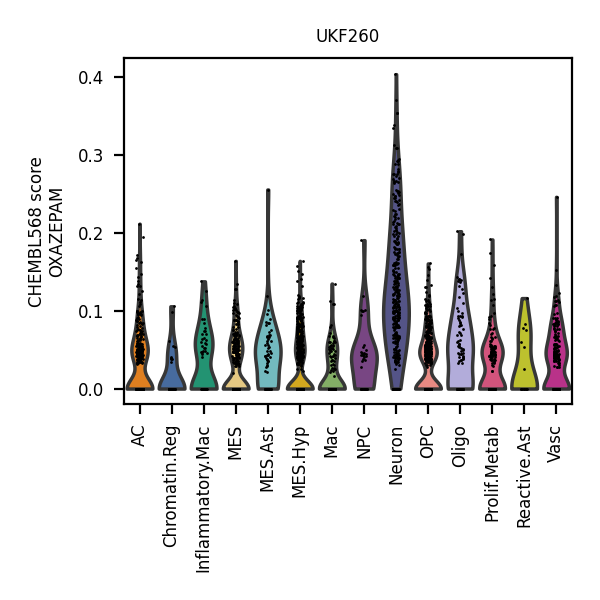 UKF260
CHEMBL568 score
OXAZEPAM
0.4
0.3
0.2
0.1
0.0
AC
Chromatin.Reg
Inflammatory.Mac
MES
MES.Ast
MES.Hyp
Mac
NPC
Neuron
OPC
Oligo
Prolif.Metab
Reactive.Ast
Vasc